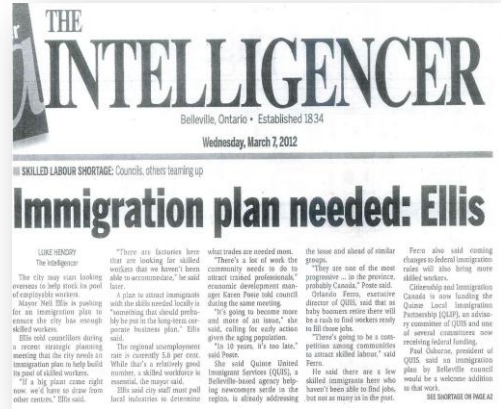 THE
INTELLIGENCER
Belleville, Ontario • Established 1834
Wednesday, March 7, 2012
SKILLED LABOUR SHORTAGE: Councils, others teaming up
Immigration plan needed: Ellis
LUKE HENDRY
The Intelligencer
The city may start looking
overseas to help stock its pool
of employable workers.
Mayor Neil Ellis is pushing
for an immigration plan to
ensure the city has enough
skilled workers.
Ellis told councillors during
a recent strategic planning
meeting that the city needs an
immigration plan to help build
its pool of skilled workers.
"If a big plant came right
now, we'd have to draw from
other centres," Ellis said.
"There are factories here
that are looking for skilled
workers that we haven't been
able to accommodate," he said
later.
A plan to attract immigrants
with the skills needed locally is
"something that should proba-
bly be put in the long-term cor-
porate business plan," Ellis
said.
The regional unemployment
rate is currently 5.8 per cent.
While that's a relatively good
number, a skilled workforce is
essential, the mayor said.
Ellis said city staff must poll
local industries to determine
what trades are needed most.
"There's a lot of work the
community needs to do to
attract trained professionals,"
economic development man-
ager Karen Poste told council
during the same meeting.
"It's going to become more
and more of an issue," she
said, calling for early action
given the aging population.
"In 10 years, it's too late,"
said Poste.
She said Quinte United
Immigrant Services (QUIS), a
Belleville-based agency help-
ing newcomers settle in the
region, is already addressing
the issue and ahead of similar
groups.
"They are one of the most
progressive ... in the province,
probably Canada," Poste said.
Orlando Ferro, executive
director of QUIS, said that as
baby boomers retire there will
be a rush to find workers ready
to fill those jobs.
"There's going to be a com-
petition among communities
to attract skilled labour," said
Ferro.
He said there are a few
skilled immigrants here who
haven't been able to find jobs,
but not as many as in the past.
Ferro also said coming
changes to federal immigration
rules will also bring more
skilled workers.
Citizenship and Immigration
Canada is now funding the
Quinte Local Immigration
Partnership (QLIP), an adviso-
ry committee of QUIS and one
of several committees now
receiving federal funding.
Paul Osborne, president of
QUIS, said an immigration
plan by Belleville council
would be a welcome addition
to that work.
SEE SHORTAGE ON PAGE A2